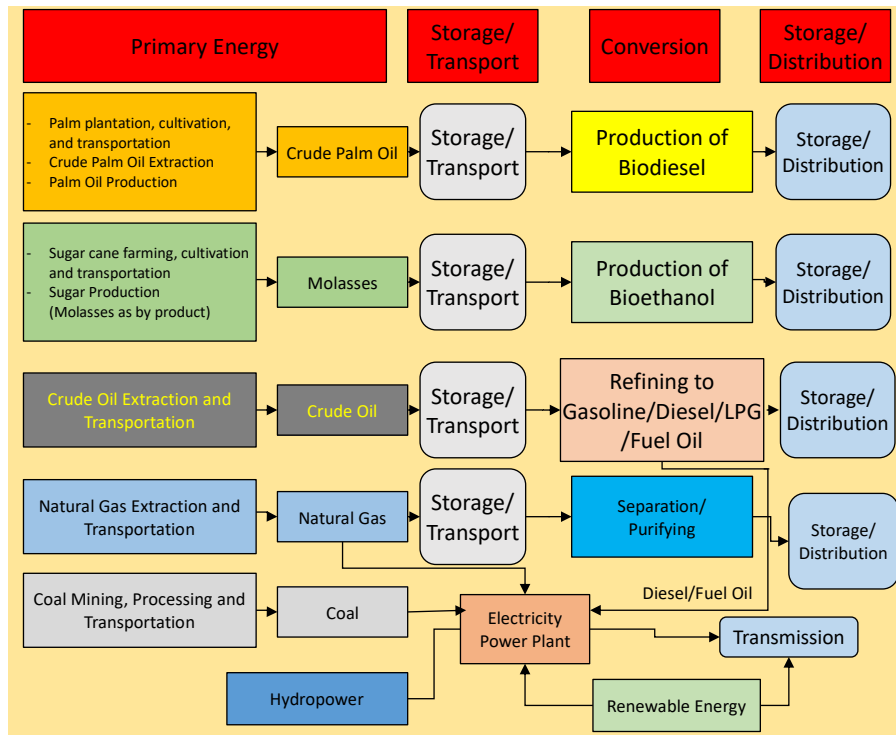 Primary Energy
Storage/
Transport
Conversion
Storage/
Distribution
- Palm plantation, cultivation,
and transportation
- Crude Palm Oil Extraction
- Palm Oil Production
Crude Palm Oil
Storage/
Transport
Production of
Biodiesel
Storage/
Distribution
- Sugar cane farming, cultivation
and transportation
- Sugar Production
(Molasses as by product)
Molasses
Storage/
Transport
Production of
Bioethanol
Storage/
Distribution
Crude Oil Extraction and
Transportation
Crude Oil
Storage/
Transport
Refining to
Gasoline/Diesel/LPG
/Fuel Oil
Storage/
Distribution
Natural Gas Extraction and
Transportation
Natural Gas
Storage/
Transport
Separation/
Purifying
Storage/
Distribution
Coal Mining, Processing and
Transportation
Coal
Electricity
Power Plant
Diesel/Fuel Oil
Transmission
Hydropower
Renewable Energy